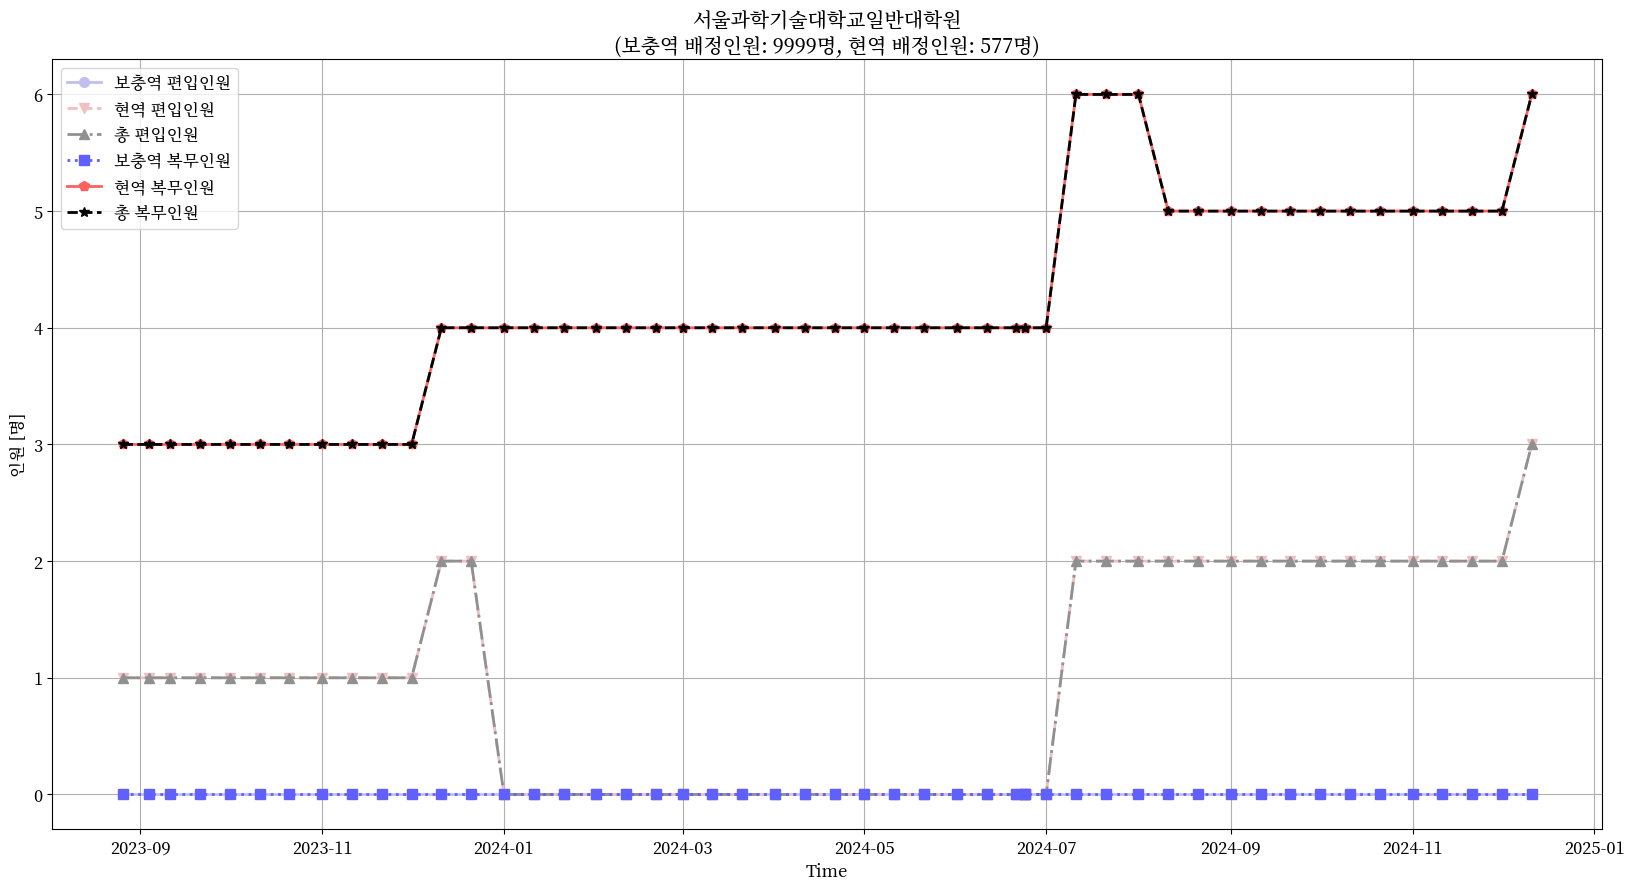 서울과학기술대학교일반대학원
(보충역 배정인원: 9999명, 현역 배정인원: 577명)
보충역 편입인원
현역 편입인원
총 편입인원
보충역 복무인원
현역 복무인원
총 복무인원
인원 [명]
6
5
4
3
2
1
0
2023-09
2023-11
2024-01
2024-03
2024-05
2024-07
2024-09
2024-11
2025-01
Time